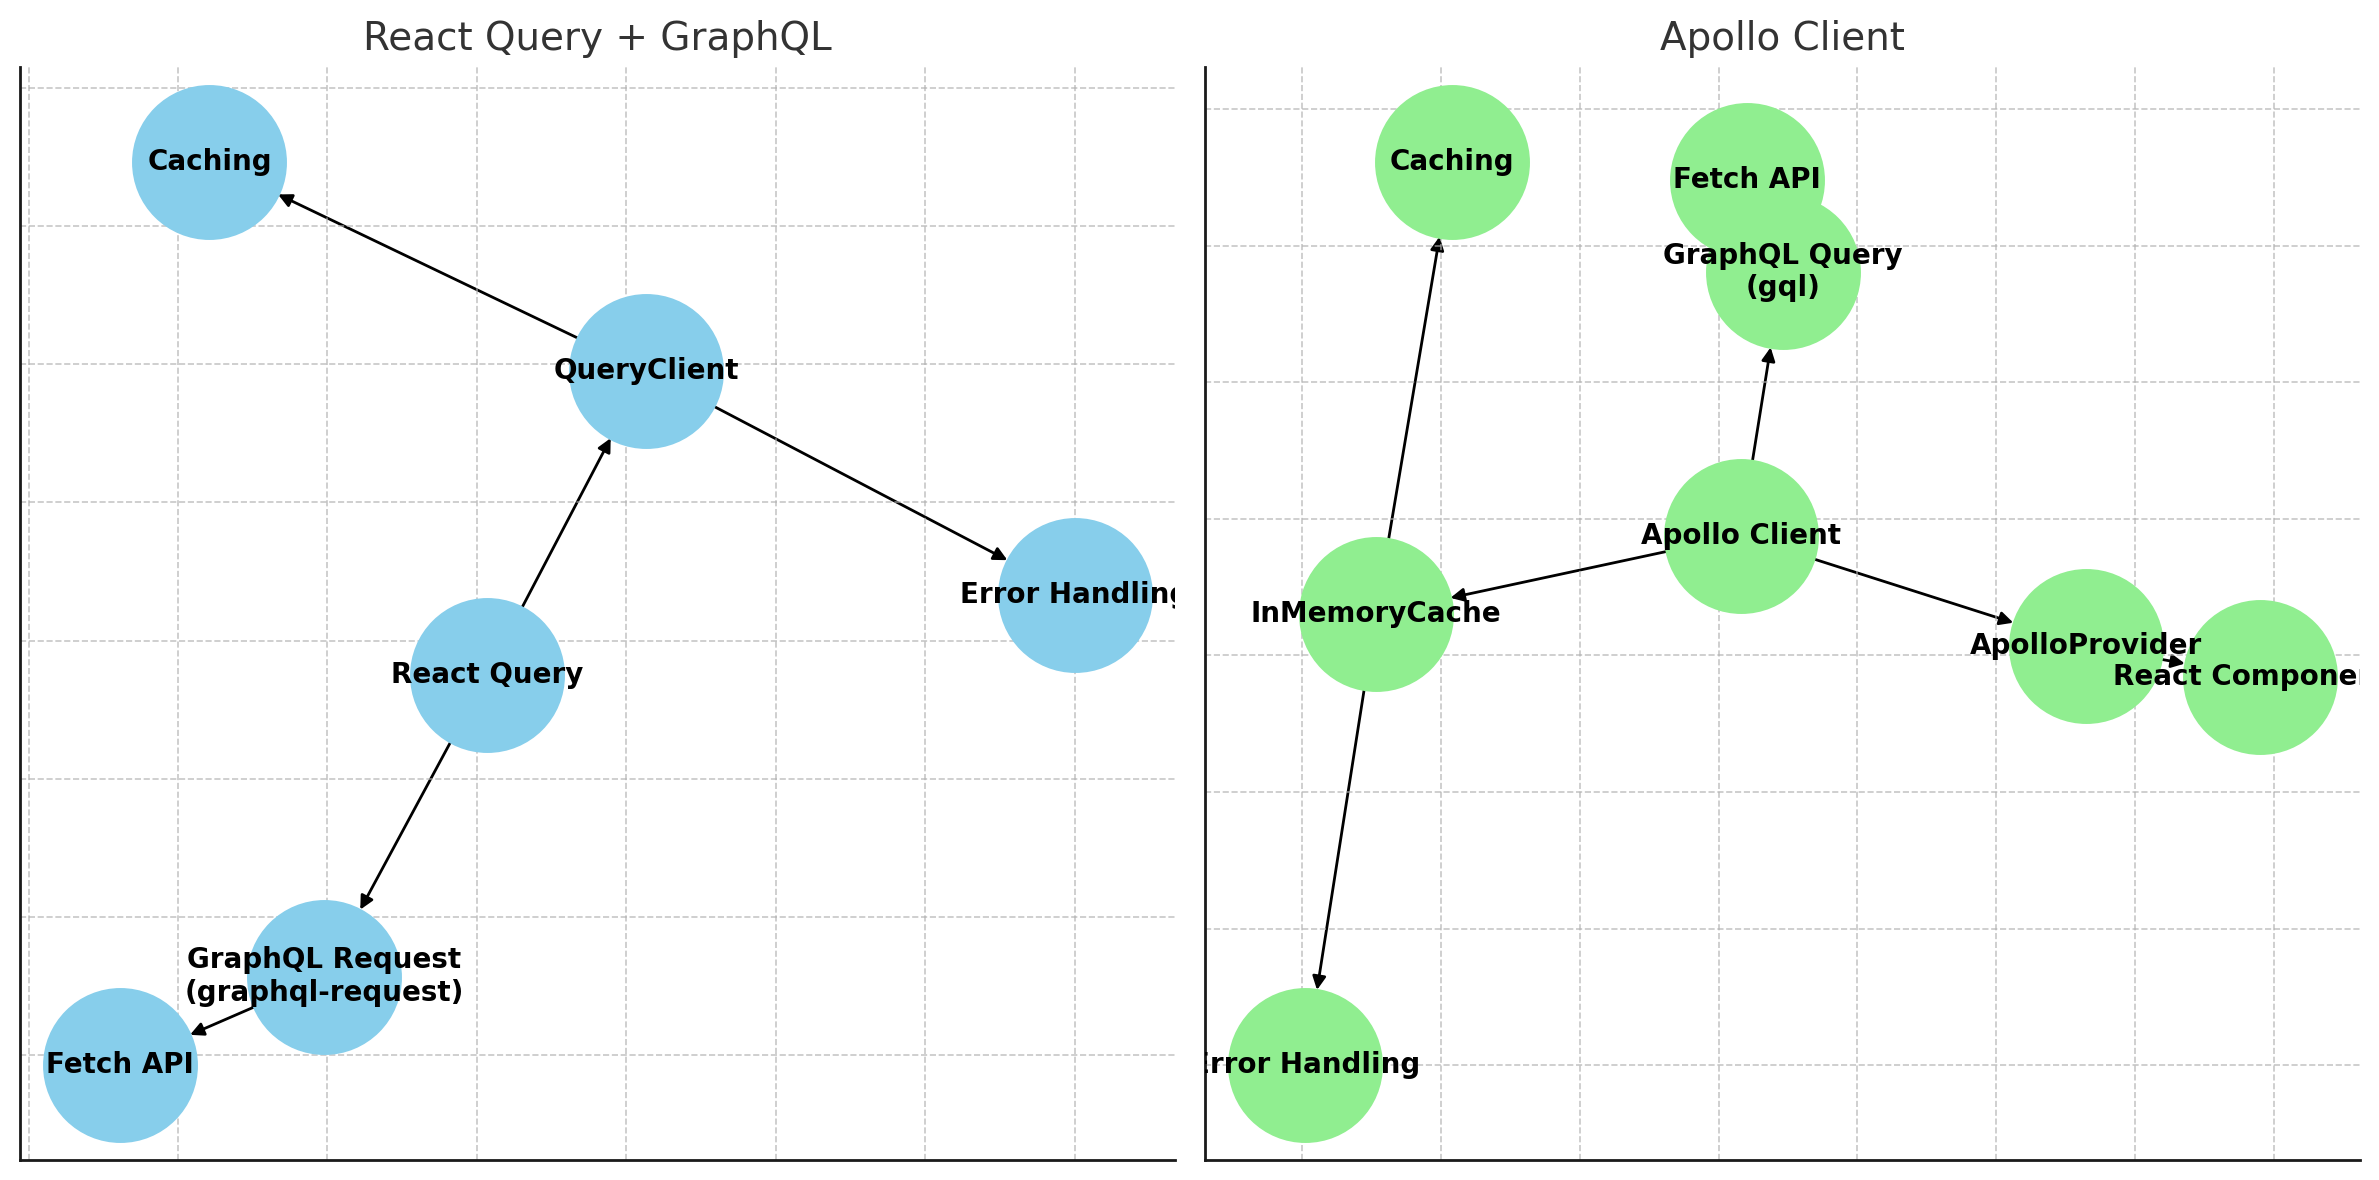 React Query + GraphQL
Caching
QueryClient
Error Handling
React Query
GraphQL Request
(graphql-request)
Fetch API
Apollo Client
Caching
Fetch API
GraphQL Query
(gql)
Apollo Client
InMemoryCache
ApolloProvider
React Compone
rror Handling